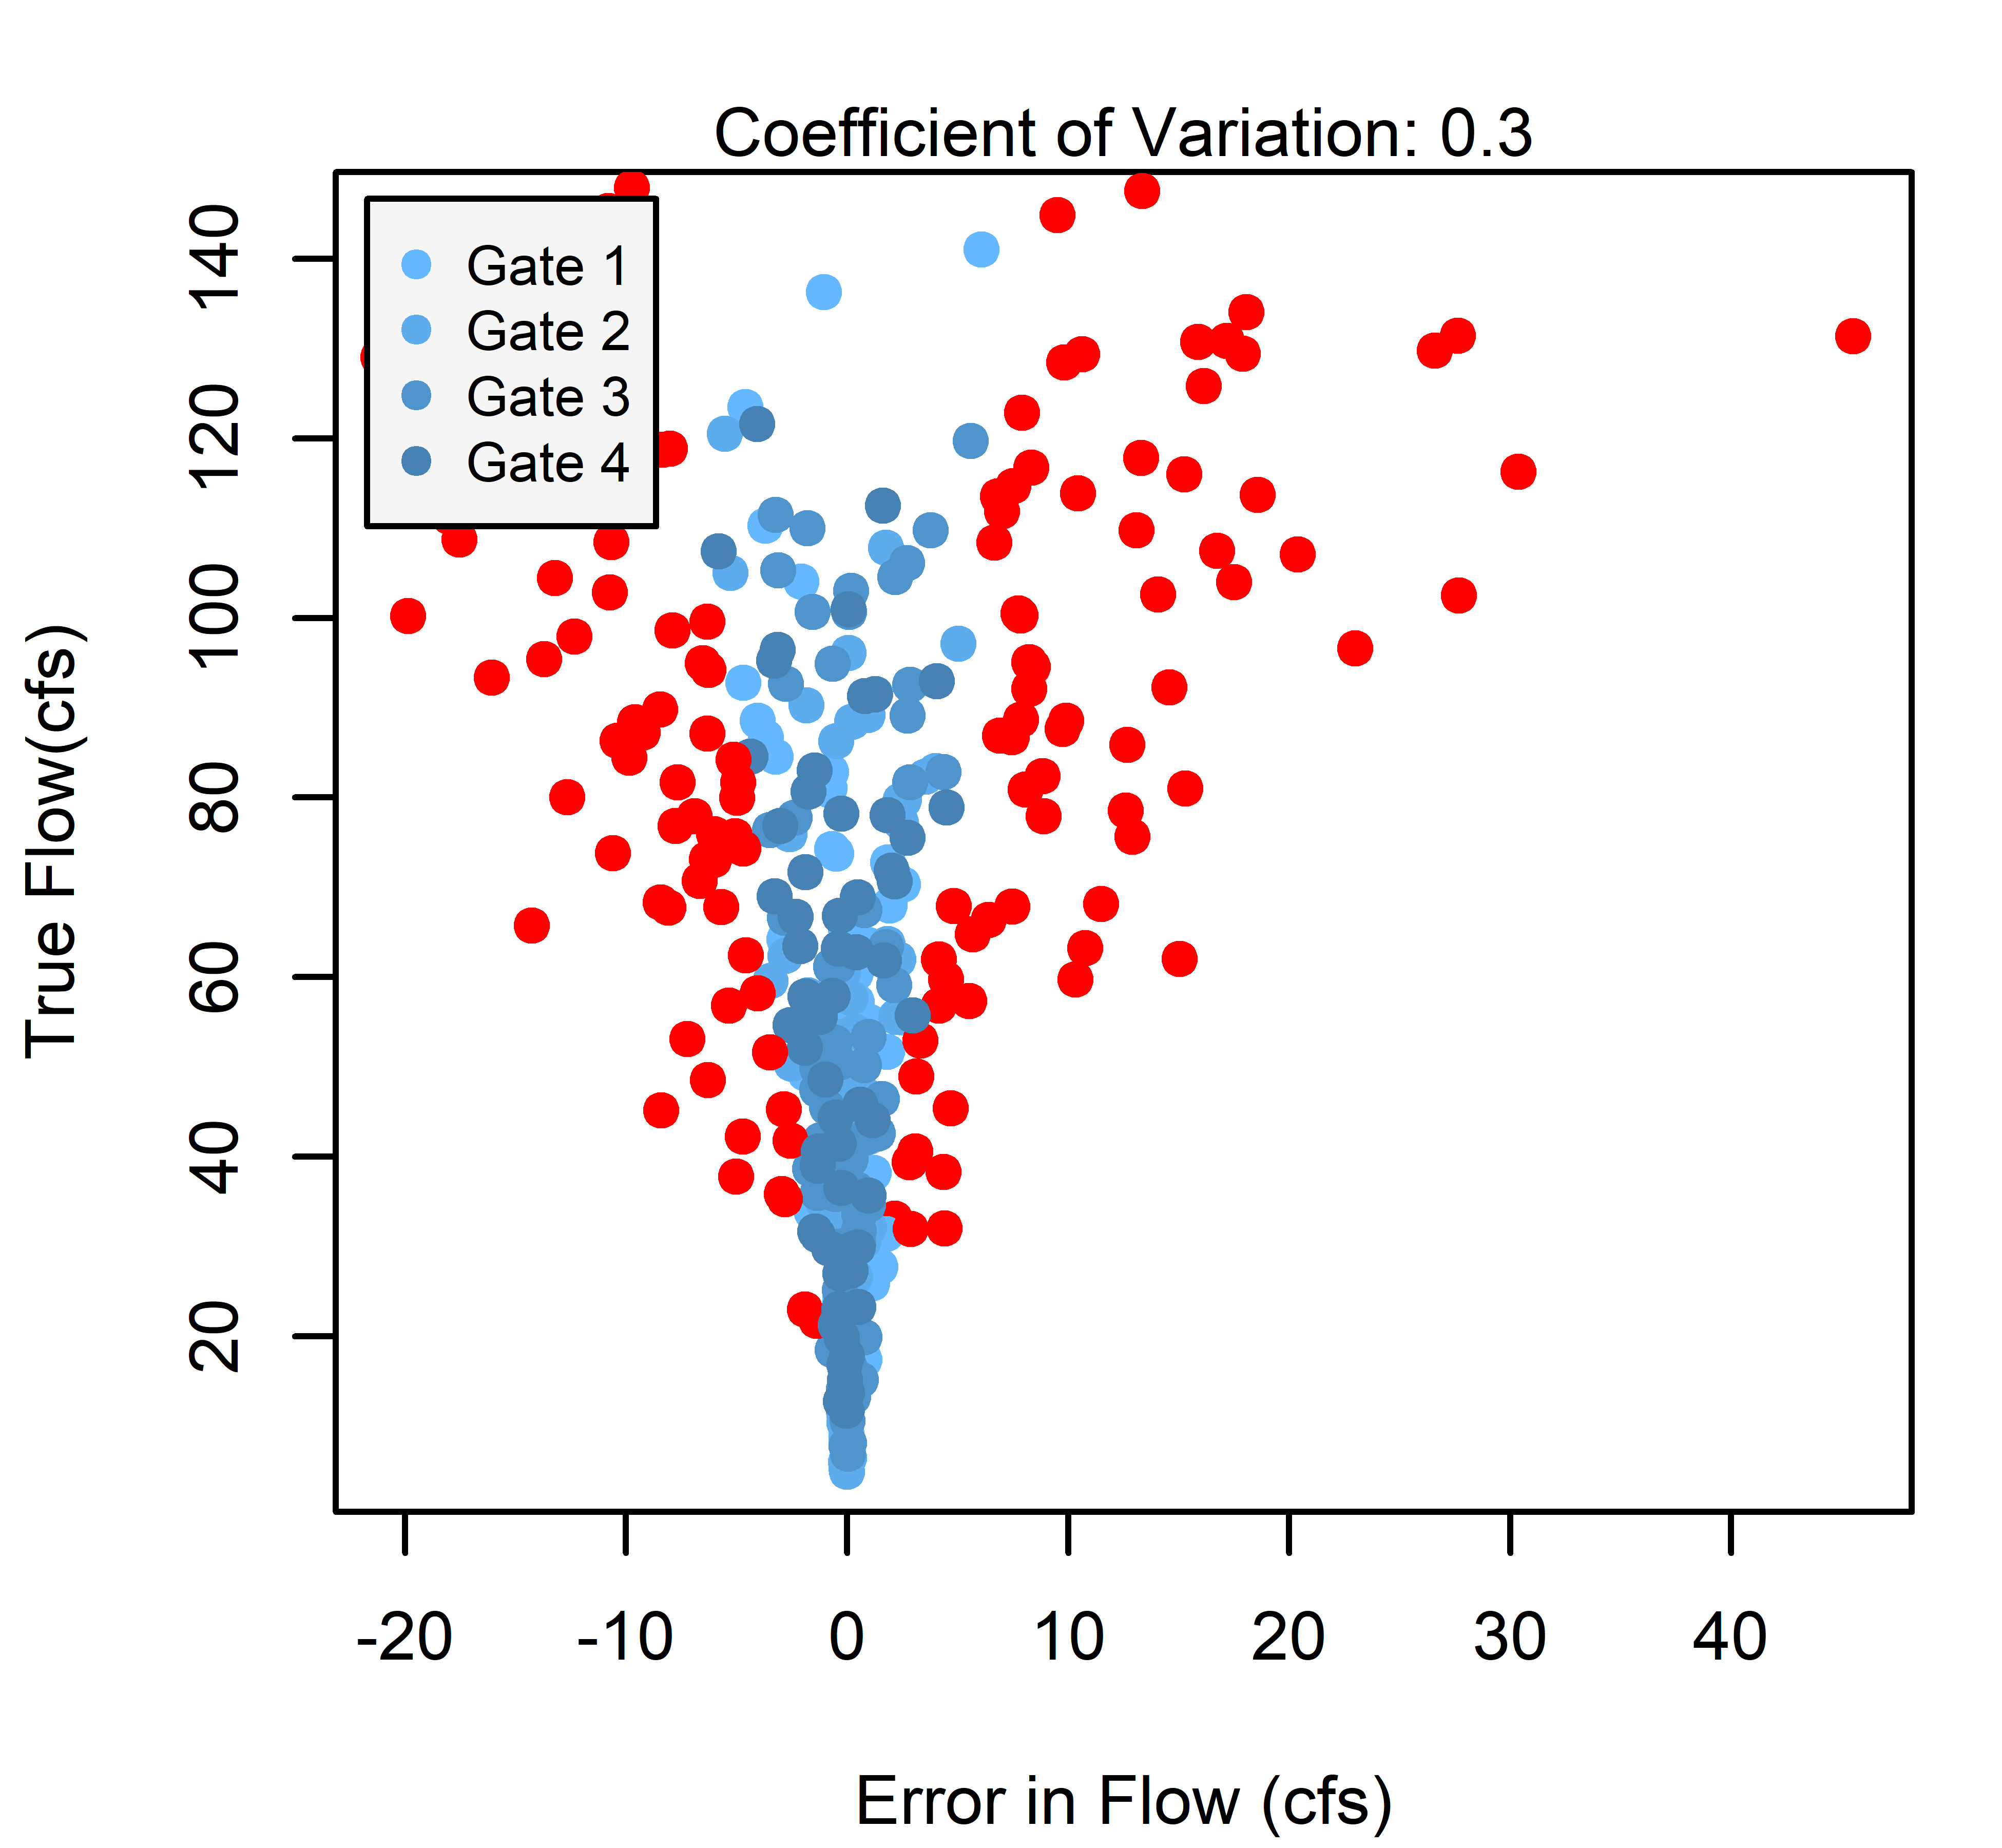 Coefficient of Variation: 0.3
Gate 1
Gate 2
Gate 3
Gate 4
True Flow(cfs)
140
120
100
80
60
40
20
-20 -10 0 10 20 30 40
Error in Flow (cfs)